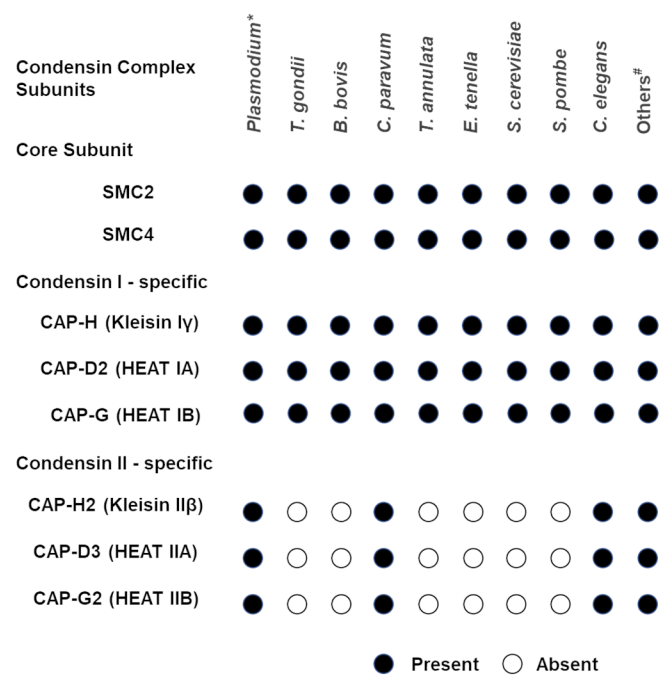 Condensin Complex
Subunits
Plasmodium*
T. gondii
B. bovis
C. paravum
T. annulata
E. tenella
S. cerevisiae
S. pombe
C. elegans
Others#
Core Subunit
SMC2
SMC4
Condensin I - specific
CAP-H (Kleisin Iγ)
CAP-D2 (HEAT IA)
CAP-G (HEAT IB)
Condensin II - specific
CAP-H2 (Kleisin IIβ)
CAP-D3 (HEAT IIA)
CAP-G2 (HEAT IIB)
Present
Absent